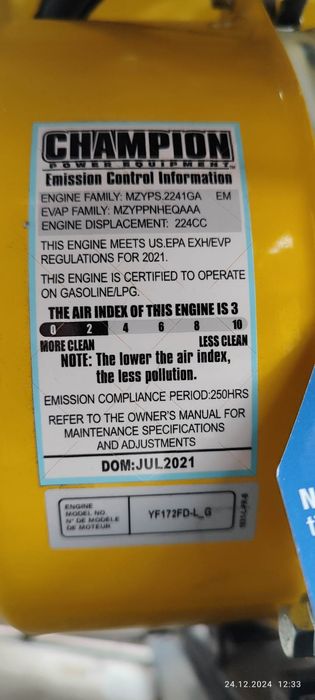 CHAMPION
POWER EQUIPMENT
Emission Control Information
ENGINE FAMILY: MZYPS.2241GA EM
EVAP FAMILY: MZYPPNHEQAAA
ENGINE DISPLACEMENT: 224CC
THIS ENGINE MEETS US.EPA EXH/EVP
REGULATIONS FOR 2021.
THIS ENGINE IS CERTIFIED TO OPERATE
ON GASOLINE/LPG.
THE AIR INDEX OF THIS ENGINE IS 3
0 2 4 6 8 10
MORE CLEAN LESS CLEAN
NOTE: The lower the air index,
the less pollution.
EMISSION COMPLIANCE PERIOD:250HRS
REFER TO THE OWNER'S MANUAL FOR
MAINTENANCE SPECIFICATIONS
AND ADJUSTMENTS
DOM:JUL2021
ENGINE
MODEL NO.
N° DE MODÈLE
DE MOTEUR
YF172FD-L_G
24.12.2024 12:33